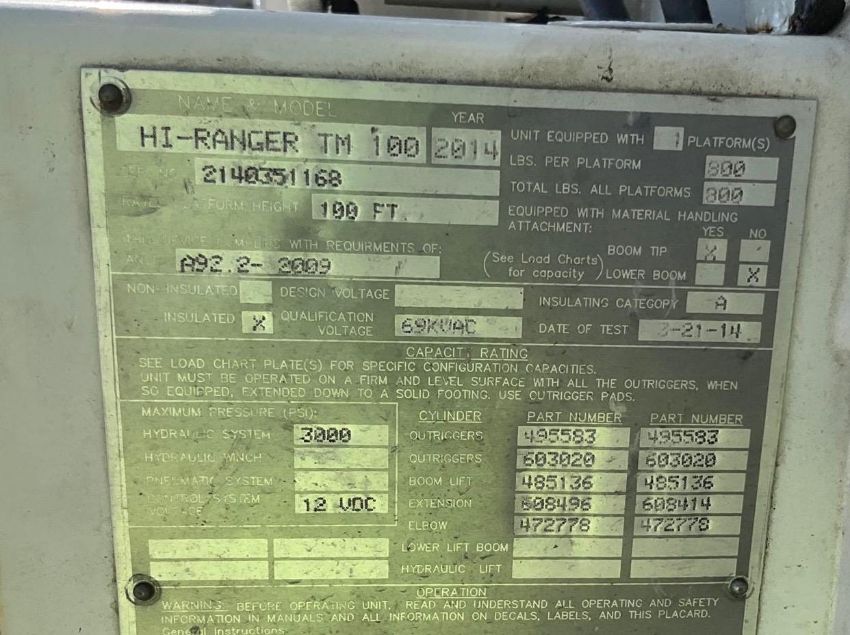 NAME & MODEL
YEAR
HI-RANGER TM 100 2014
UNIT EQUIPPED WITH 1 PLATFORM(S)
LBS. PER PLATFORM 800
2140351168
TOTAL LBS. ALL PLATFORMS 800
HEIGHT 100 FT.
EQUIPPED WITH MATERIAL HANDLING
ATTACHMENT: YES NO
WITH REQUIRMENTS OF:
BOOM TIP X
(See Load Charts)
A92.2- 2009
for capacity
LOWER BOOM X
NON-INSULATED DESIGN VOLTAGE
INSULATING CATEGORY A
INSULATED X QUALIFICATION VOLTAGE 69KVAC
DATE OF TEST 3-21-14
CAPACITY RATING
SEE LOAD CHART PLATE(S) FOR SPECIFIC CONFIGURATION CAPACITIES.
UNIT MUST BE OPERATED ON A FIRM AND LEVEL SURFACE WITH ALL THE OUTRIGGERS, WHEN
SO EQUIPPED, EXTENDED DOWN TO A SOLID FOOTING. USE OUTRIGGER PADS.
MAXIMUM PRESSURE (PSI):
CYLINDER PART NUMBER PART NUMBER
HYDRAULIC SYSTEM 3000
OUTRIGGERS 495583 495583
HYDRAULIC WINCH
OUTRIGGERS 603020 603020
PNEUMATIC SYSTEM
BOOM LIFT 485136 485136
CONTROL SYSTEM VOLTAGE 12 VDC
EXTENSION 608496 608414
ELBOW 472778 472778
LOWER LIFT BOOM
HYDRAULIC LIFT
OPERATION
WARNING: BEFORE OPERATING UNIT, READ AND UNDERSTAND ALL OPERATING AND SAFETY
INFORMATION IN MANUALS AND ALL INFORMATION ON DECALS, LABELS, AND THIS PLACARD.
General Instructions: